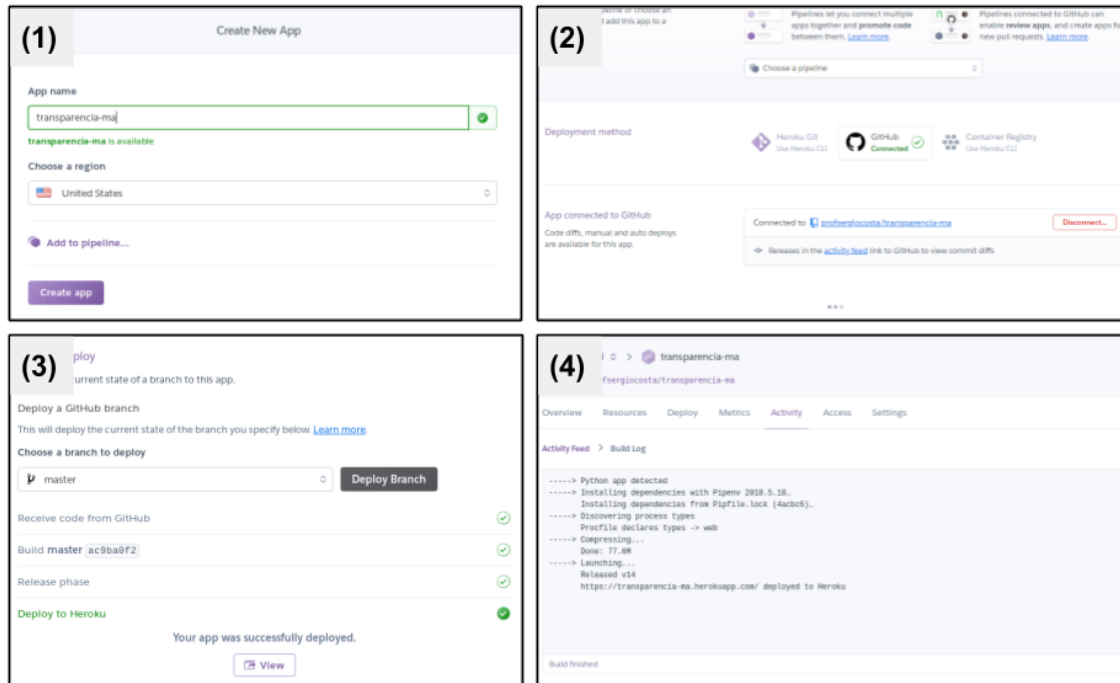 (1)
Create New App
App name
transparencia-ma
transparencia-ma is available
Choose a region
United States
Add to pipeline...
Create app
(2)
d add this app to a
Pipelines let you connect multiple
apps together and promote code
between them. Learn more.
Pipelines connected to GitHub can
enable review apps, and create apps for
new pull requests. Learn more.
Choose a pipeline
Deployment method
Heroku Git
Use Heroku CLI
GitHub
Connected
Container Registry
Use Heroku CLI
App connected to GitHub
Code diffs, manual and auto deploys
are available for this app.
Connected to profsergiocosta/transparencia-ma
Disconnect...
Releases in the activity feed link to GitHub to view commit diffs
(3)
ploy
urrent state of a branch to this app.
Deploy a GitHub branch
This will deploy the current state of the branch you specify below. Learn more.
Choose a branch to deploy
master
Deploy Branch
Receive code from GitHub
Build master ac9ba0f2
Release phase
Deploy to Heroku
Your app was successfully deployed.
View
(4)
transparencia-ma
fsergiocosta/transparencia-ma
Overview Resources Deploy Metrics Activity Access Settings
Activity Feed > Build Log
-----> Python app detected
-----> Installing dependencies with Pipenv 2018.5.18…
Installing dependencies from Pipfile.lock (4acbc6)…
-----> Discovering process types
Procfile declares types -> web
-----> Compressing...
Done: 77.6M
-----> Launching...
Released v14
https://transparencia-ma.herokuapp.com/ deployed to Heroku
Build finished